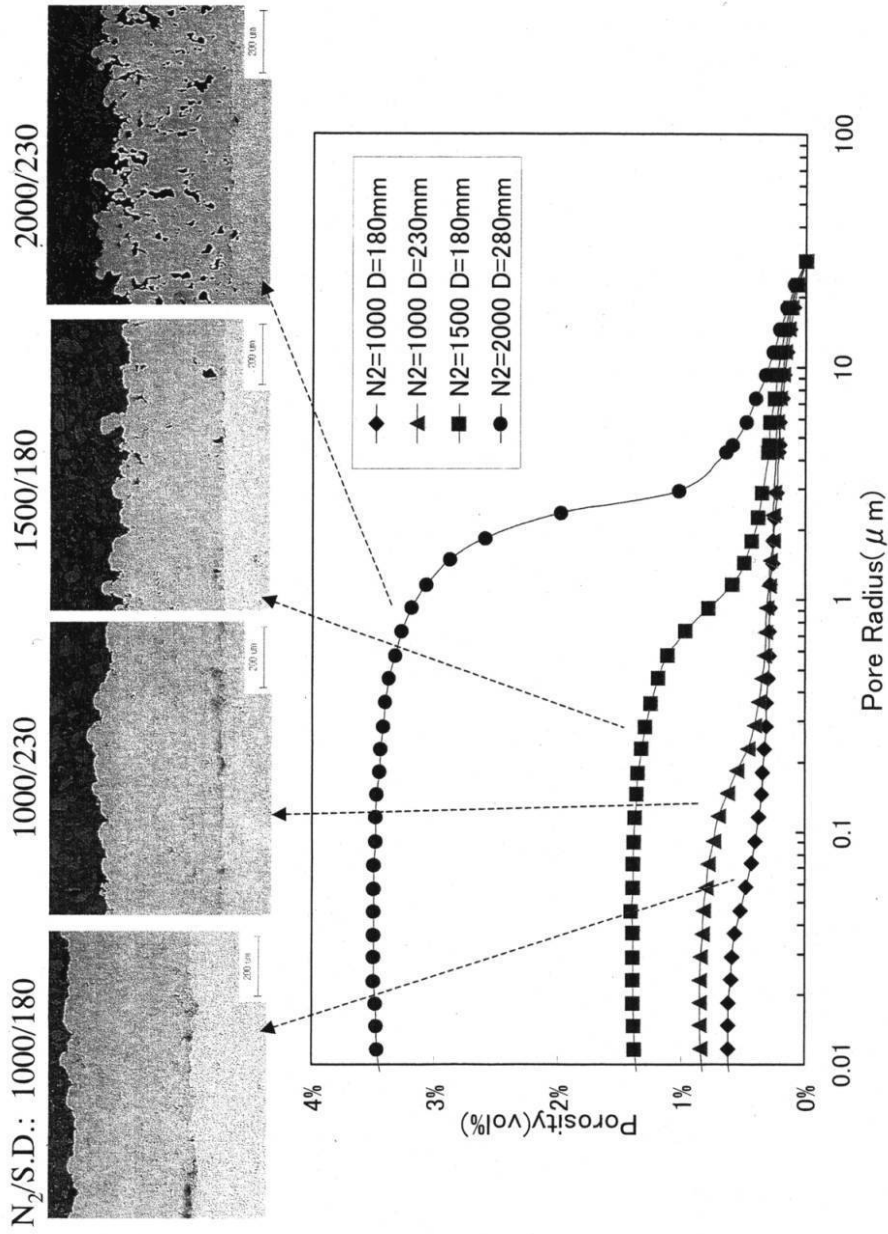 N₂/S.D.: 1000/180 1000/230 1500/180 2000/230
200 um 200 um 200 um 200 um
N2=1000 D=180mm
N2=1000 D=230mm
N2=1500 D=180mm
N2=2000 D=280mm
Porosity(vol%)
4%
3%
2%
1%
0%
0.01 0.1 1 10 100
Pore Radius(μm)